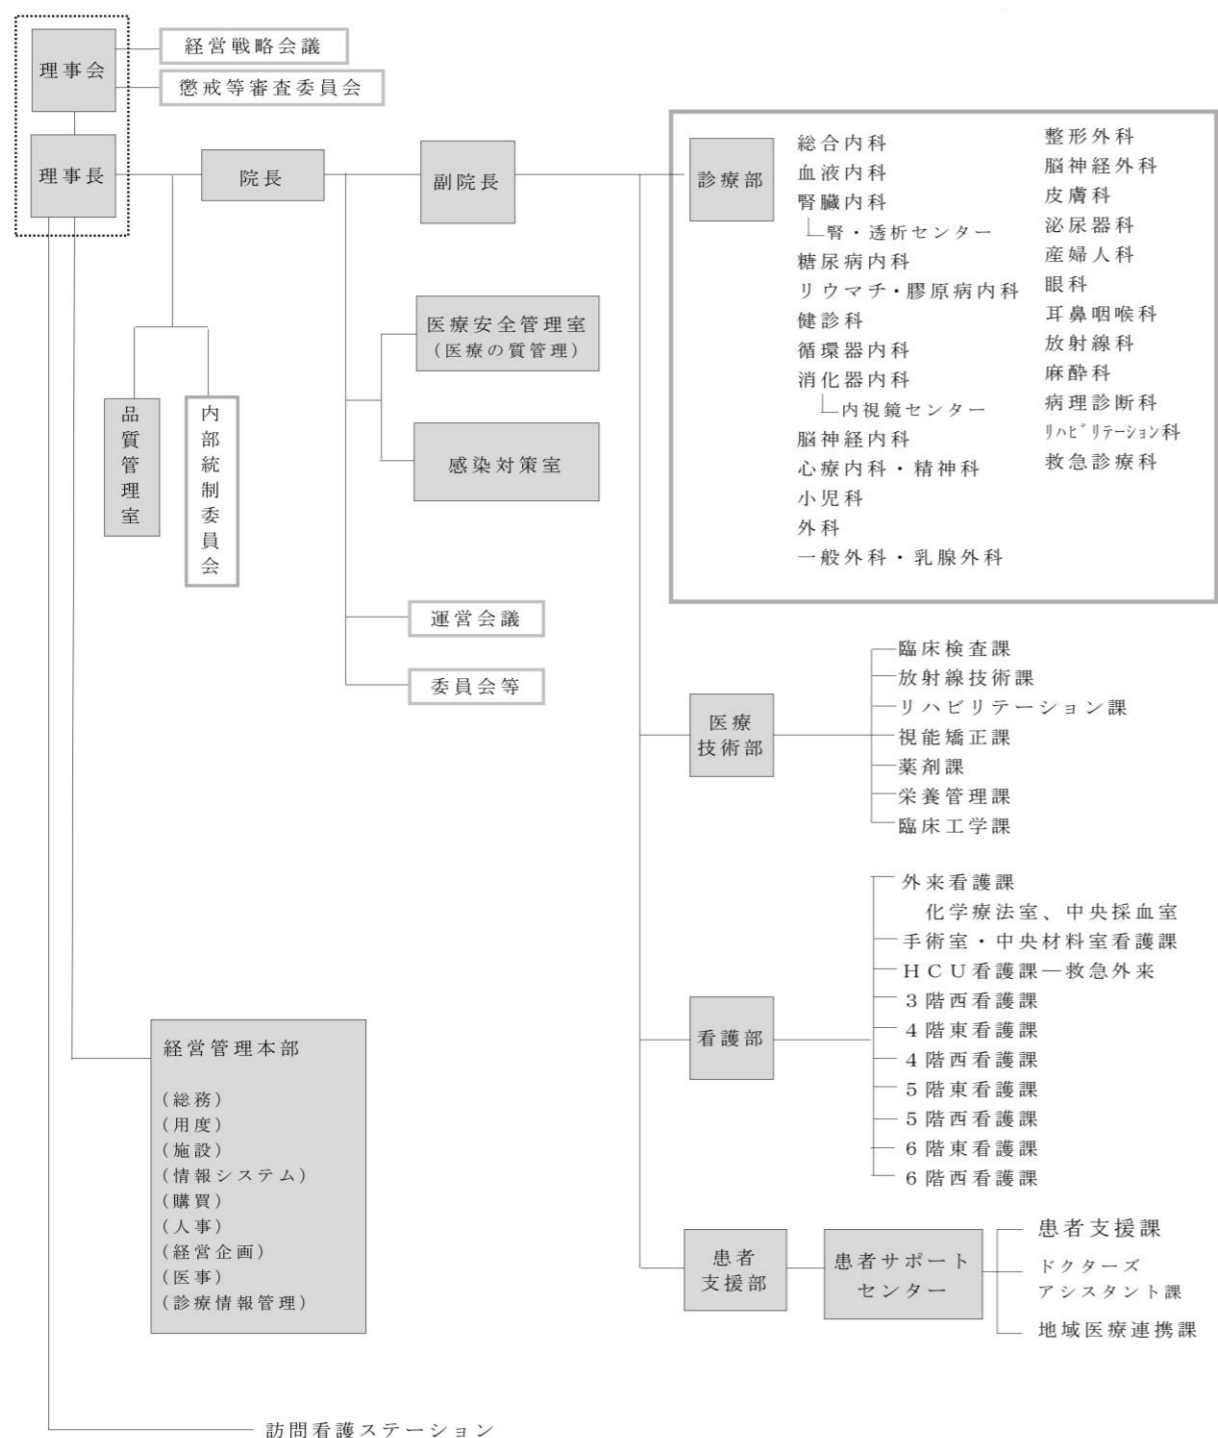 理事会
経営戦略会議
懲戒等審査委員会
理事長
院長
副院長
品質管理室
内部統制委員会
医療安全管理室
(医療の質管理)
感染対策室
運営会議
委員会等
診療部
総合内科
血液内科
腎臓内科
腎・透析センター
糖尿病内科
リウマチ・膠原病内科
健診科
循環器内科
消化器内科
内視鏡センター
脳神経内科
心療内科・精神科
小児科
外科
一般外科・乳腺外科
整形外科
脳神経外科
皮膚科
泌尿器科
産婦人科
眼科
耳鼻咽喉科
放射線科
麻酔科
病理診断科
ﾘﾊﾋﾞﾘﾃｰｼｮﾝ科
救急診療科
医療
技術部
臨床検査課
放射線技術課
リハビリテーション課
視能矯正課
薬剤課
栄養管理課
臨床工学課
看護部
外来看護課
化学療法室、中央採血室
手術室・中央材料室看護課
HCU看護課―救急外来
3階西看護課
4階東看護課
4階西看護課
5階東看護課
5階西看護課
6階東看護課
6階西看護課
患者
支援部
患者サポート
センター
患者支援課
ドクターズ
アシスタント課
地域医療連携課
経営管理本部
(総務)
(用度)
(施設)
(情報システム)
(購買)
(人事)
(経営企画)
(医事)
(診療情報管理)
訪問看護ステーション